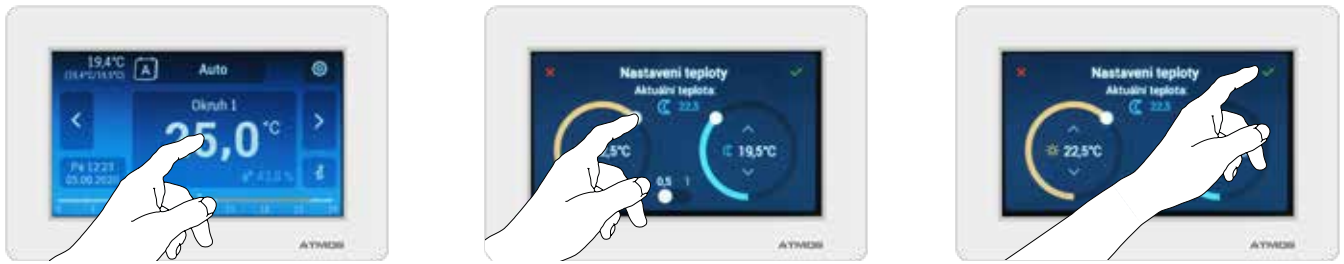 19,4°C
A
Auto
Okruh 1
25,0 °C
Pá 12:23
ATMOS
Nastavení teploty
Aktuální teplota:
22,5
,5°C
19,5°C
0,5 1
ATMOS
Nastavení teploty
Aktuální teplota:
22,5
22,5°C
ATMOS